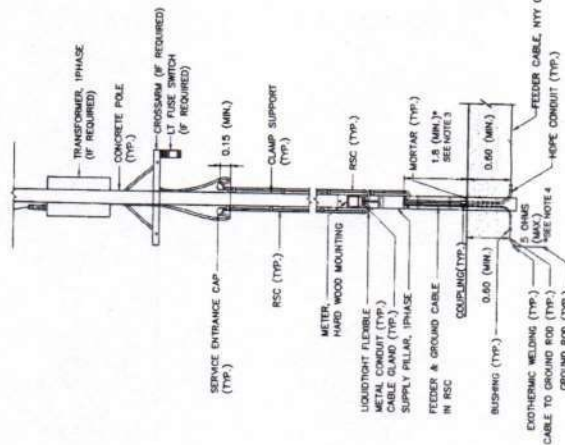 TRANSFORMER, 1PHASE
(IF REQUIRED)
CONCRETE POLE
(TYP.)
CROSSARM (IF REQUIRED)
LT FUSE SWITCH
(IF REQUIRED)
0.15 (MIN.)
CLAMP SUPPORT
(TYP.)
RSC (TYP.)
MORTAR (TYP.)
1.8 (MIN.)*
SEE NOTE 3
0.60 (MIN.)
FEEDER CABLE, NYY (
HDPE CONDUIT (TYP.)
SERVICE ENTRANCE CAP
(TYP.)
RSC (TYP.)
METER,
HARD WOOD MOUNTING
LIQUIDTIGHT FLEXIBLE
METAL CONDUIT (TYP.)
CABLE GLAND (TYP.)
SUPPLY PILLAR, 1PHASE
FEEDER & GROUND CABLE
IN RSC
COUPLING(TYP.)
0.60 (MIN.)
BUSHING (TYP.)
5 OHMS
(MAX.)
*SEE NOTE 4
EXOTHERMIC WELDING (TYP.)
CABLE TO GROUND ROD (TYP.)
GROUND ROD (TYP.)